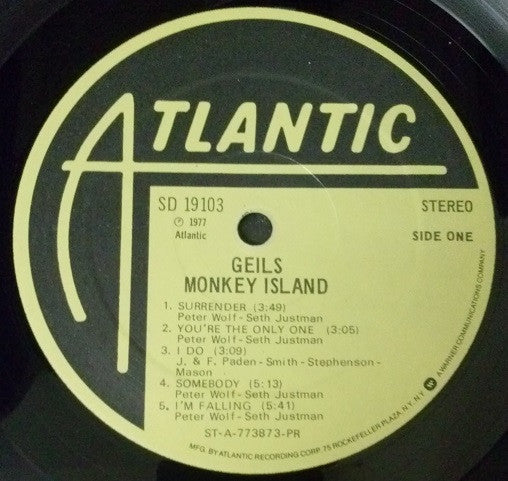 ATLANTIC
SD 19103
STEREO
℗ 1977
Atlantic
SIDE ONE
GEILS
MONKEY ISLAND
1. SURRENDER (3:49)
Peter Wolf-Seth Justman
2. YOU'RE THE ONLY ONE (3:05)
Peter Wolf-Seth Justman
3. I DO (3:09)
J. & F. Paden-Smith-Stephenson-
Mason
4. SOMEBODY (5:13)
Peter Wolf-Seth Justman
5. I'M FALLING (5:41)
Peter Wolf-Seth Justman
ST-A-773873-PR
MFG. BY ATLANTIC RECORDING CORP. 75 ROCKEFELLER PLAZA, N.Y. N.Y. W A WARNER COMMUNICATIONS COMPANY